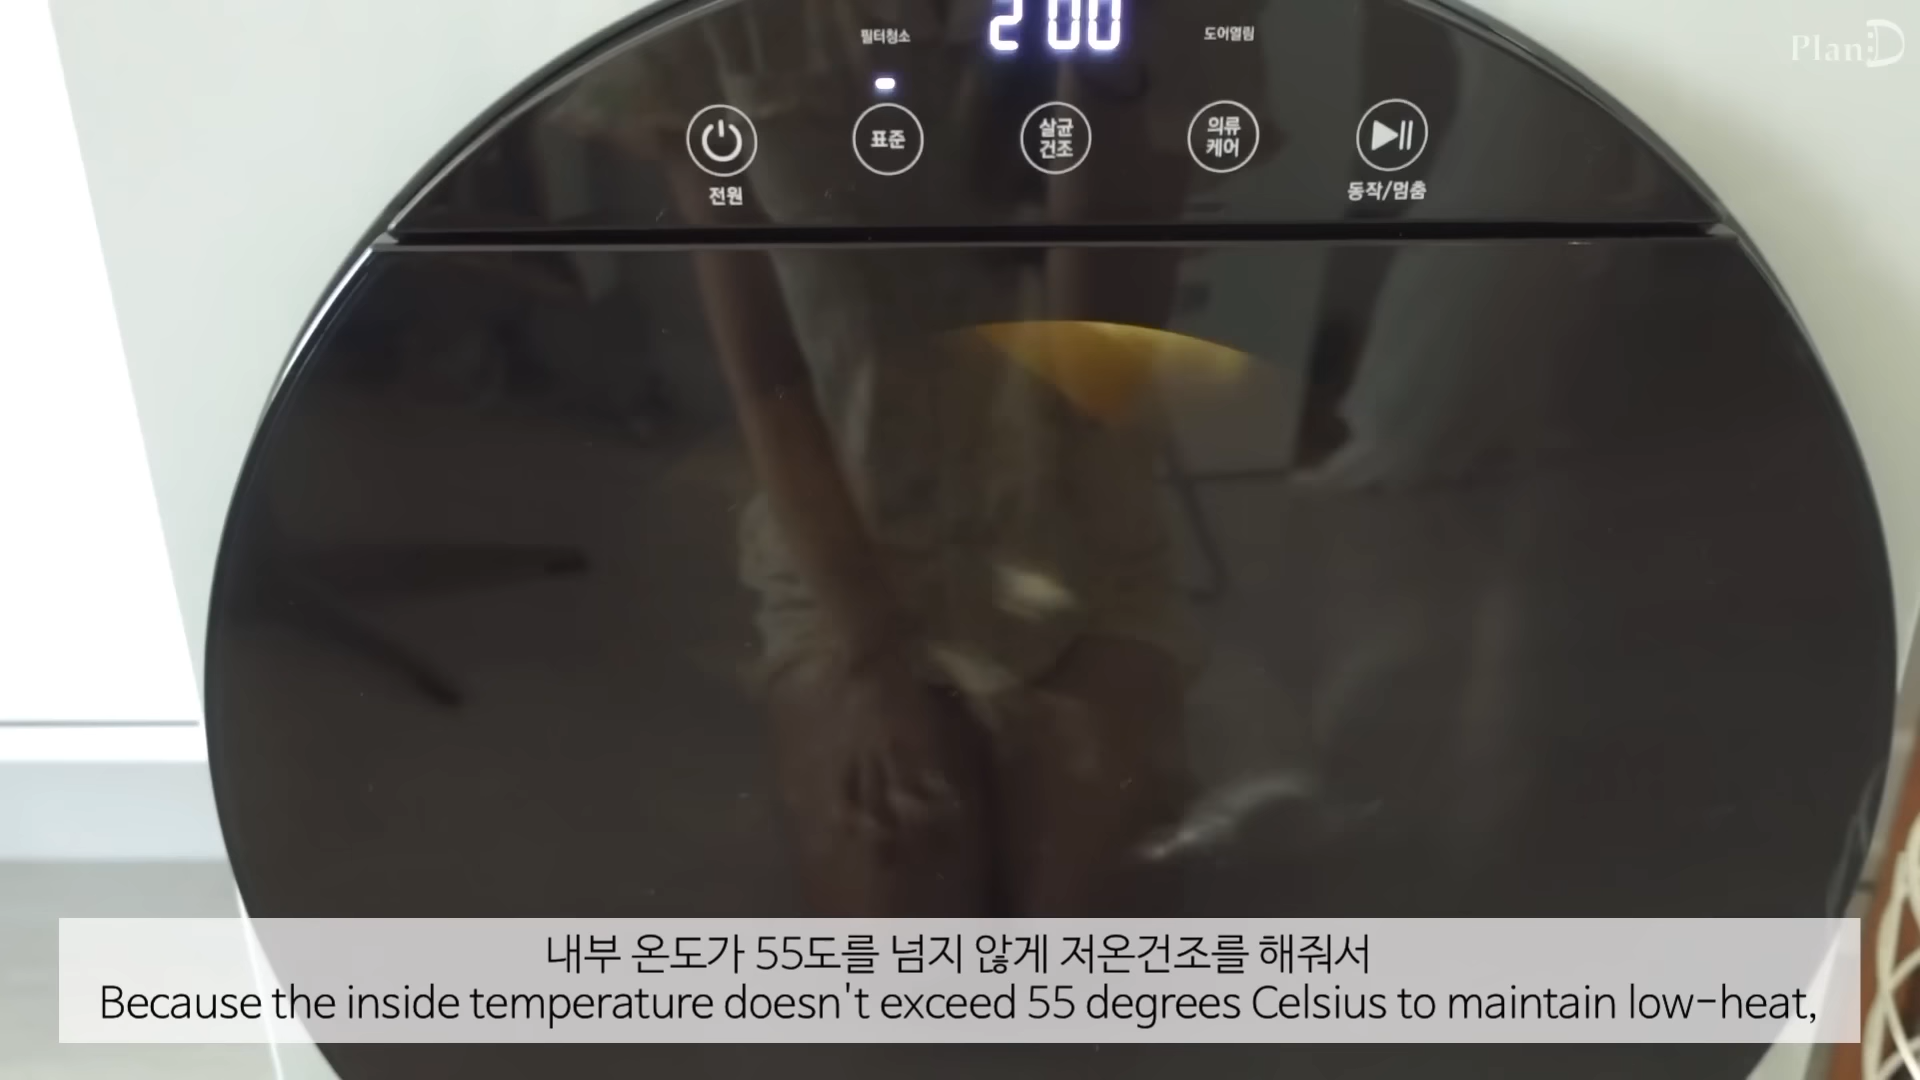 2 00
필터청소
도어열림
Plan:D
표준
살균
건조
의류
케어
전원
동작/멈춤
내부 온도가 55도를 넘지 않게 저온건조를 해줘서
Because the inside temperature doesn't exceed 55 degrees Celsius to maintain low-heat,